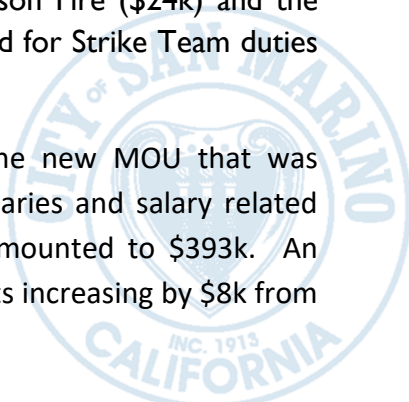 son Fire ($24k) and the
d for Strike Team duties
he new MOU that was
aries and salary related
mounted to $393k. An
ts increasing by $8k from
CITY OF SAN MARINO
INC. 1913
CALIFORNIA